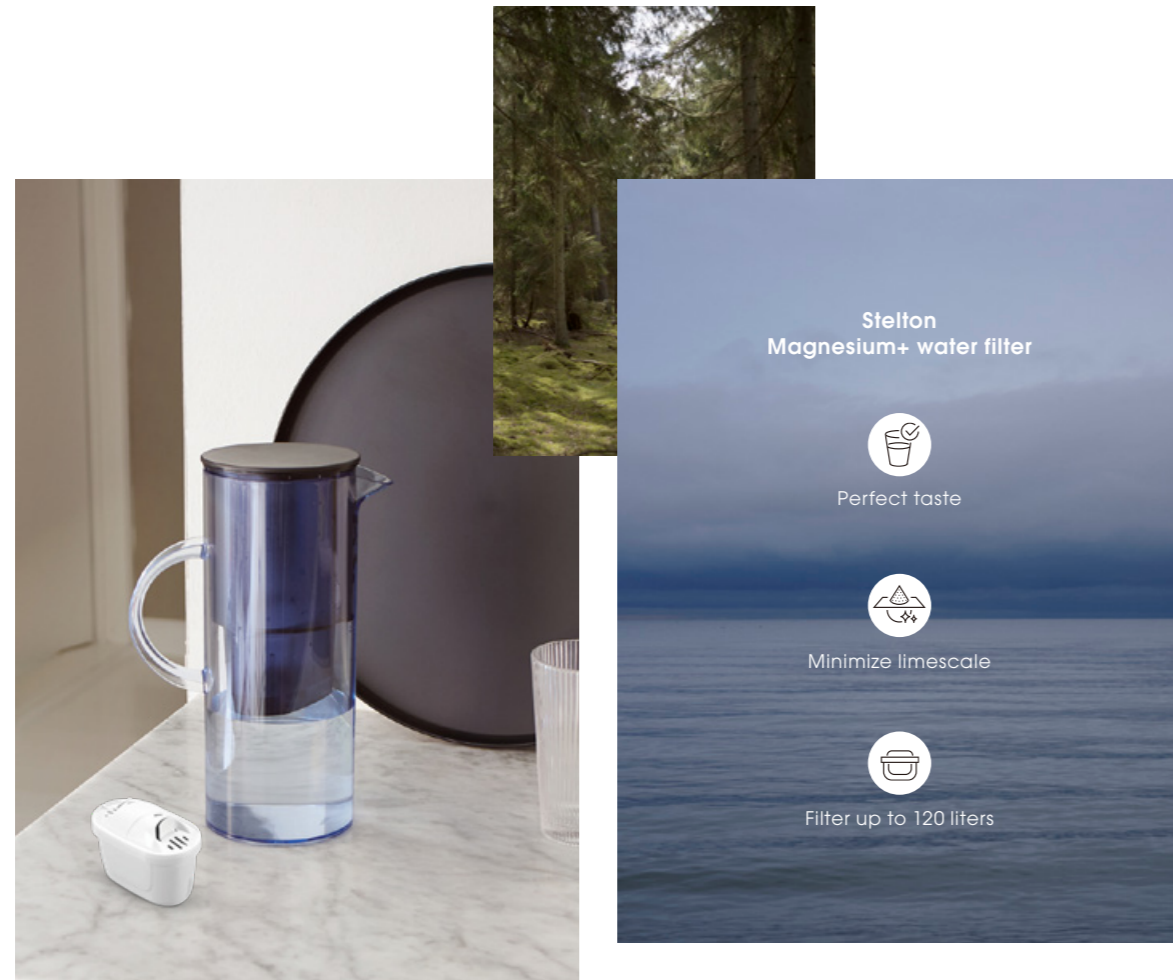 Stelton
Magnesium+ water filter
Perfect taste
Minimize limescale
Filter up to 120 liters